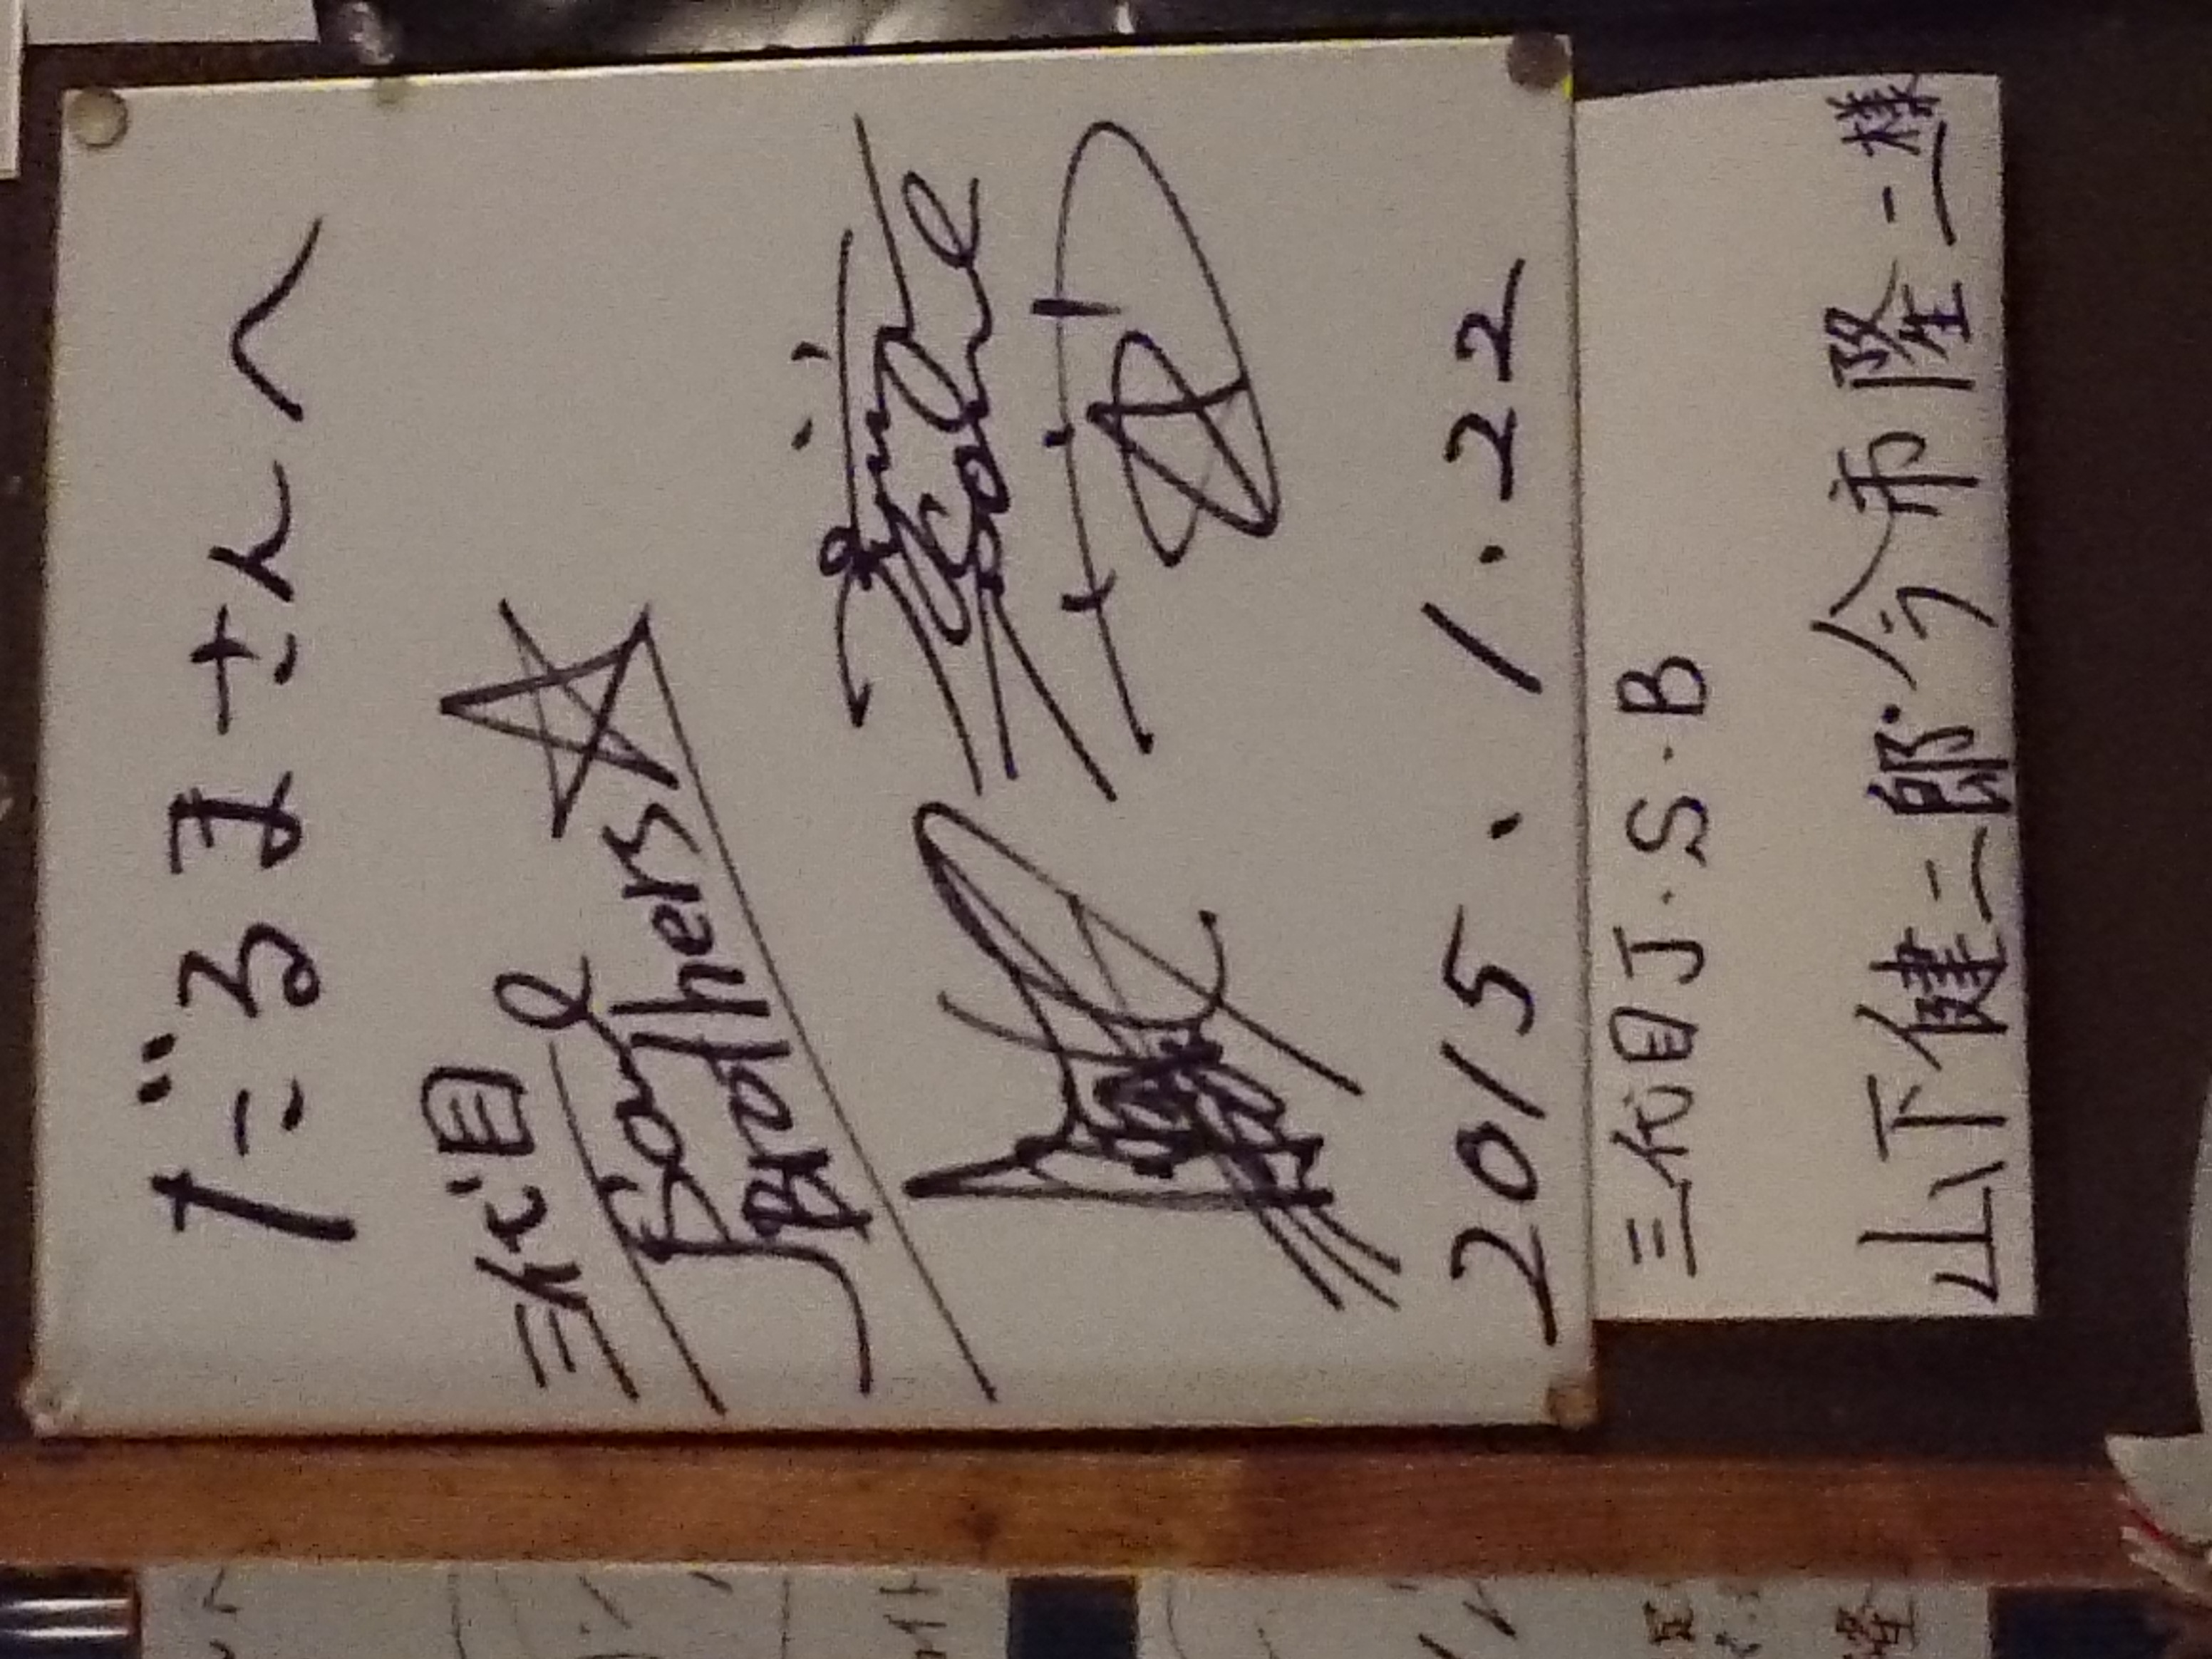 だるまさんへ
三代目
J Soul
Brothers
2015.1.22
三代目J.S.B
山下健二郎 今市隆二様